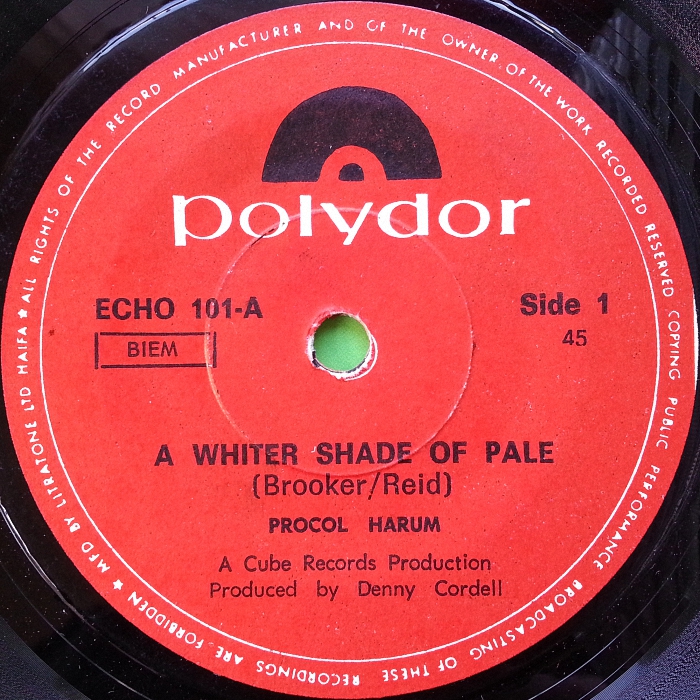 ★ ALL RIGHTS OF THE RECORD MANUFACTURER AND OF THE OWNER OF THE WORK RECORDED RESERVED COPYING PUBLIC PERFORMANCE BROADCASTING OF THESE RECORDINGS ARE FORBIDDEN ★ MFD BY LITRATONE LTD HAIFA
polydor
ECHO 101-A
Side 1
BIEM
45
A WHITER SHADE OF PALE
(Brooker/Reid)
PROCOL HARUM
A Cube Records Production
Produced by Denny Cordell